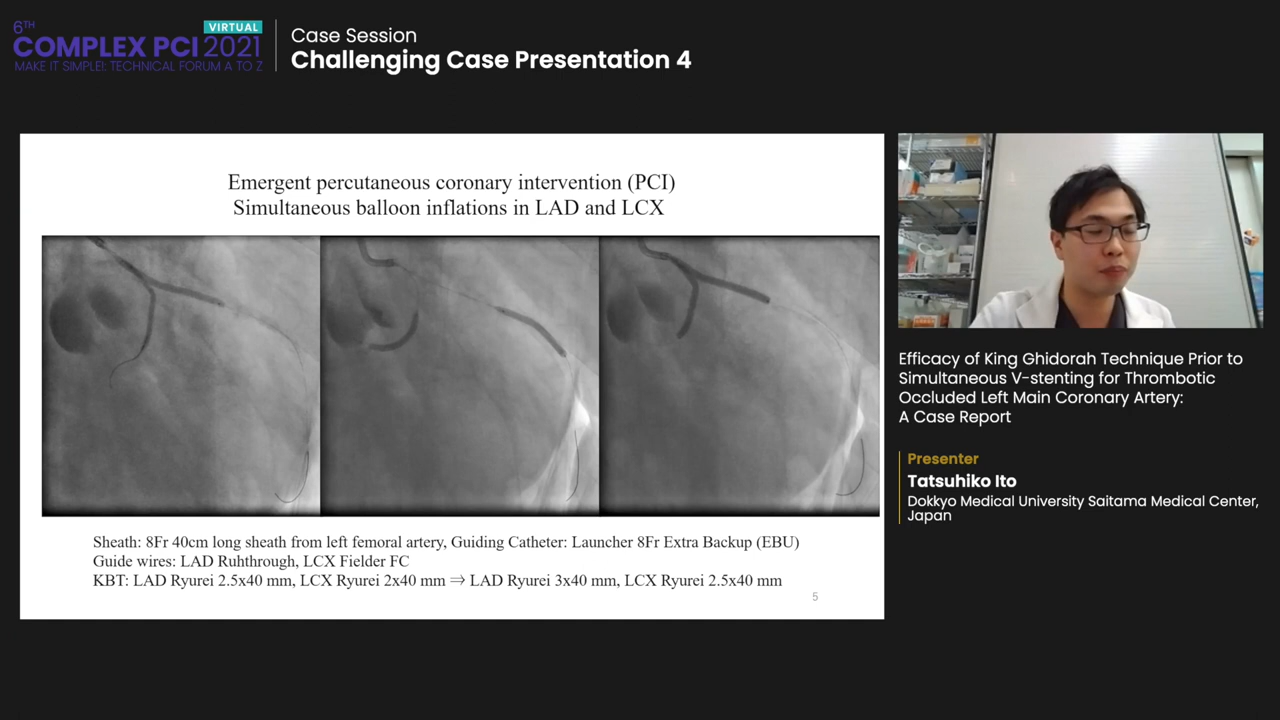 6TH
VIRTUAL
COMPLEX PCI 2021
MAKE IT SIMPLE!: TECHNICAL FORUM A TO Z
Case Session
Challenging Case Presentation 4
Emergent percutaneous coronary intervention (PCI)
Simultaneous balloon inflations in LAD and LCX
Sheath: 8Fr 40cm long sheath from left femoral artery, Guiding Catheter: Launcher 8Fr Extra Backup (EBU)
Guide wires: LAD Ruhthrough, LCX Fielder FC
KBT: LAD Ryurei 2.5x40 mm, LCX Ryurei 2x40 mm ⇒ LAD Ryurei 3x40 mm, LCX Ryurei 2.5x40 mm
5
Efficacy of King Ghidorah Technique Prior to
Simultaneous V-stenting for Thrombotic
Occluded Left Main Coronary Artery:
A Case Report
Presenter
Tatsuhiko Ito
Dokkyo Medical University Saitama Medical Center,
Japan